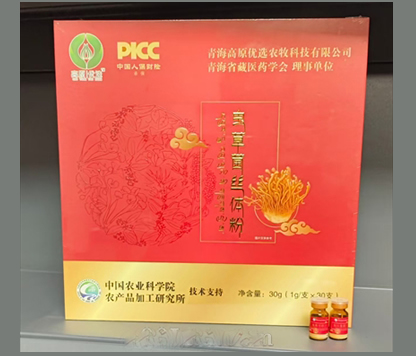 PICC
中国人保财险
承保
青海高原优选农牧科技有限公司
青海省藏医药学会 理事单位
虫草菌丝体粉
中国农业科学院
农产品加工研究所
技术支持
净含量：30g（1g/支×30支）